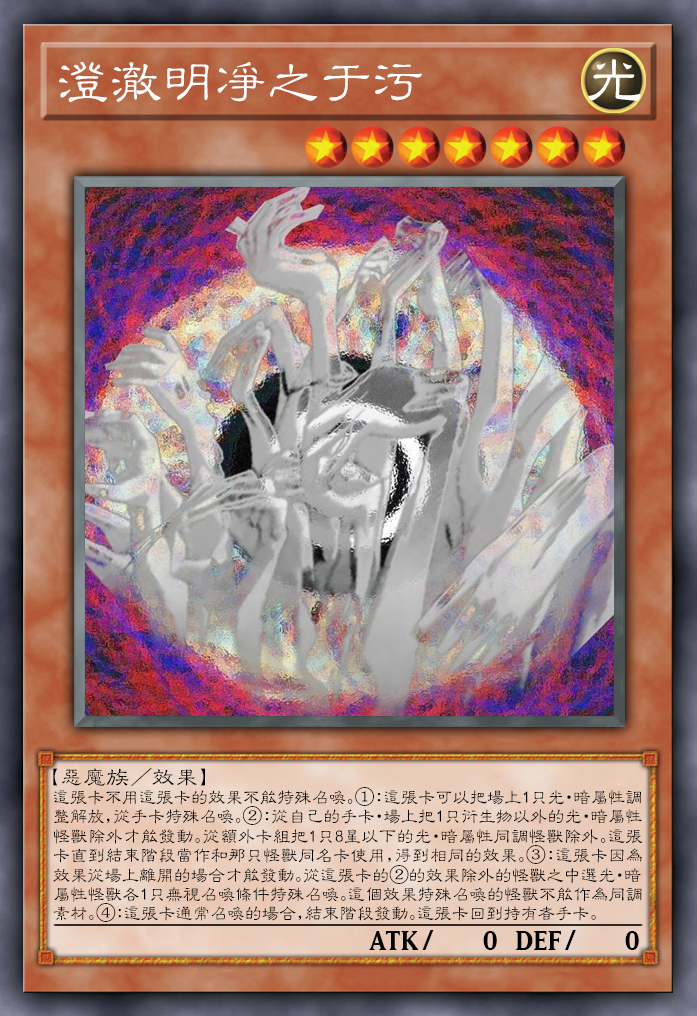 澄澈明淨之于污
光
【惡魔族／效果】
這張卡不用這張卡的效果不能特殊召喚。①：這張卡可以把場上1只光・暗屬性調
整解放，從手卡特殊召喚。②：從自己的手卡・場上把1只衍生物以外的光・暗屬性
怪獸除外才能發動。從額外卡組把1只8星以下的光・暗屬性同調怪獸除外。這張
卡直到結束階段當作和那只怪獸同名卡使用，得到相同的效果。③：這張卡因為
效果從場上離開的場合才能發動。從這張卡的②的效果除外的怪獸之中選光・暗
屬性怪獸各1只無視召喚條件特殊召喚。這個效果特殊召喚的怪獸不能作為同調
素材。④：這張卡通常召喚的場合，結束階段發動。這張卡回到持有者手卡。
ATK/ 0 DEF/ 0